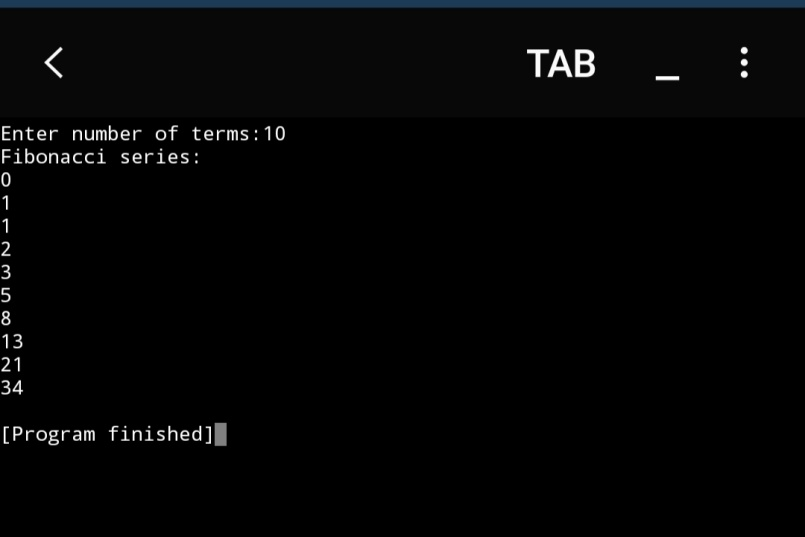 TAB _
Enter number of terms:10
Fibonacci series:
0
1
1
2
3
5
8
13
21
34
[Program finished]